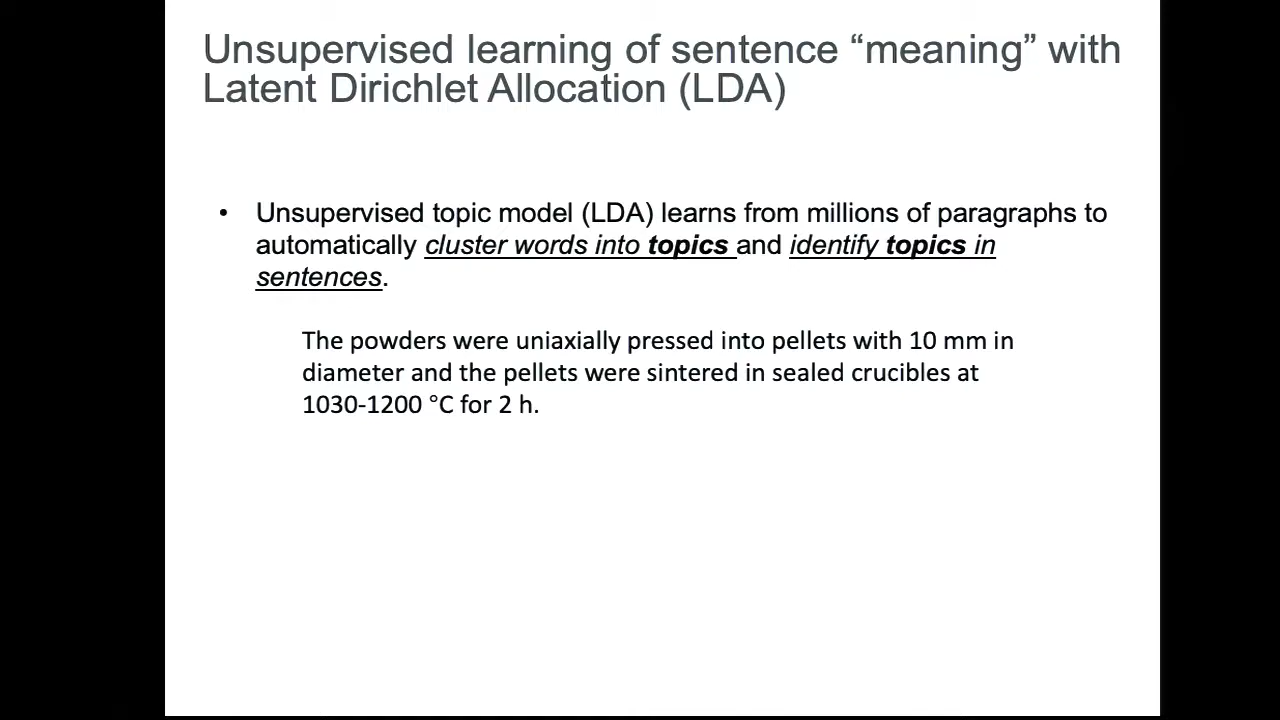 Unsupervised learning of sentence “meaning” with
Latent Dirichlet Allocation (LDA)
• Unsupervised topic model (LDA) learns from millions of paragraphs to
automatically cluster words into topics and identify topics in
sentences.
The powders were uniaxially pressed into pellets with 10 mm in
diameter and the pellets were sintered in sealed crucibles at
1030-1200 °C for 2 h.